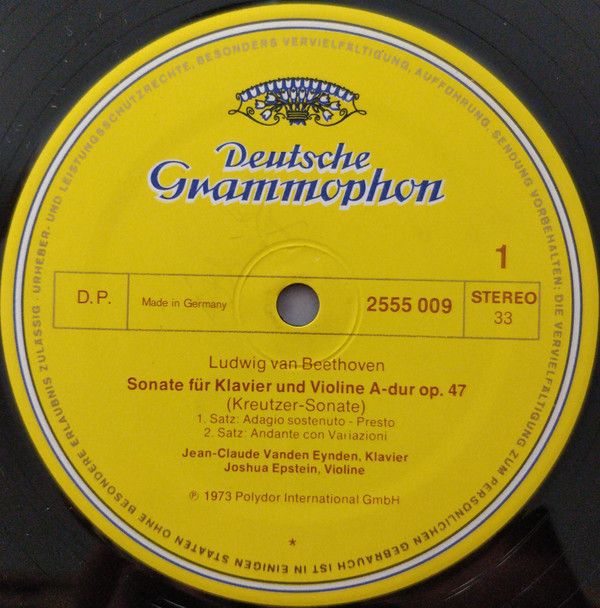 Deutsche
Grammophon
1
D.P.
Made in Germany
2555 009
STEREO
33
Ludwig van Beethoven
Sonate für Klavier und Violine A-dur op. 47
(Kreutzer-Sonate)
1. Satz: Adagio sostenuto - Presto
2. Satz: Andante con Variazioni
Jean-Claude Vanden Eynden, Klavier
Joshua Epstein, Violine
℗ 1973 Polydor International GmbH
*
URHEBER- UND LEISTUNGSSCHUTZRECHTE, BESONDERS VERVIELFÄLTIGUNG, AUFFÜHRUNG, SENDUNG VORBEHALTEN; DIE VERVIELFÄLTIGUNG ZUM PERSÖNLICHEN GEBRAUCH IST IN EINIGEN STAATEN OHNE BESONDERE ERLAUBNIS ZULÄSSIG ·